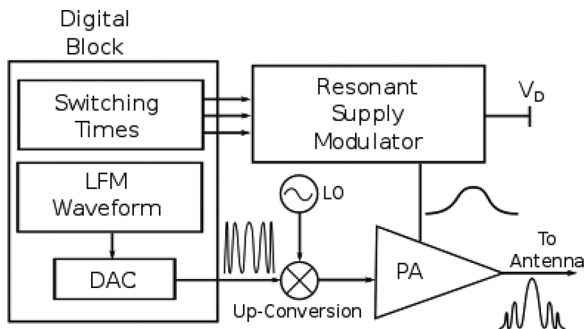 Digital
Block
Switching
Times
Resonant
Supply
Modulator
V_D
LFM
Waveform
LO
DAC
Up-Conversion
PA
To
Antenna